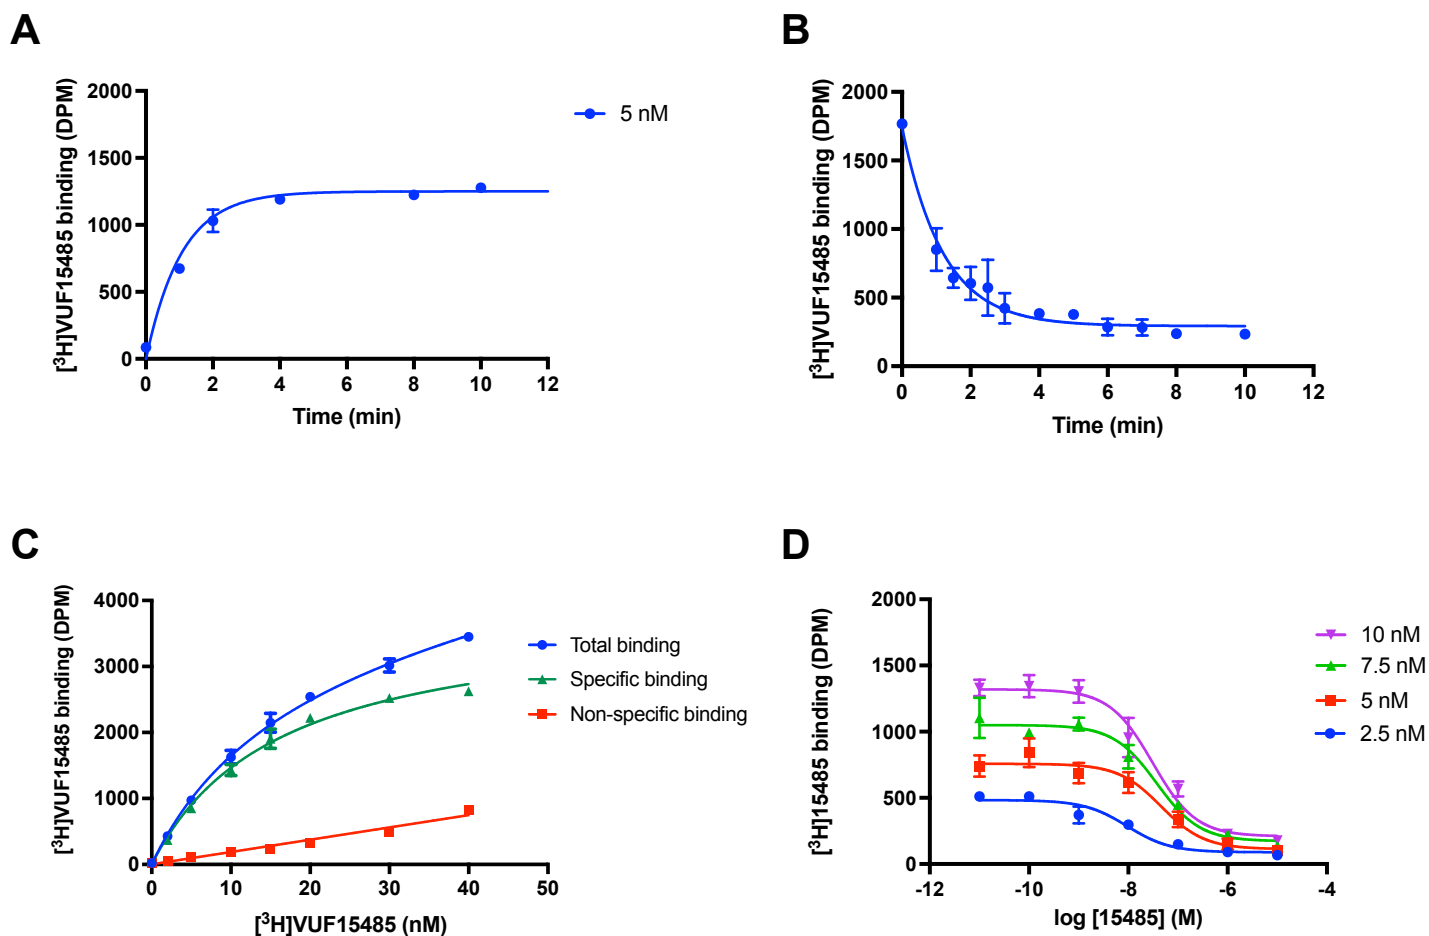 A
[³H]VUF15485 binding (DPM)
2000
1500
1000
500
0
0 2 4 6 8 10 12
Time (min)
5 nM
B
[³H]VUF15485 binding (DPM)
2000
1500
1000
500
0
0 2 4 6 8 10 12
Time (min)
C
[³H]VUF15485 binding (DPM)
4000
3000
2000
1000
0
0 10 20 30 40 50
[³H]VUF15485 (nM)
Total binding
Specific binding
Non-specific binding
D
[³H]15485 binding (DPM)
2000
1500
1000
500
0
-12 -10 -8 -6 -4
log [15485] (M)
10 nM
7.5 nM
5 nM
2.5 nM